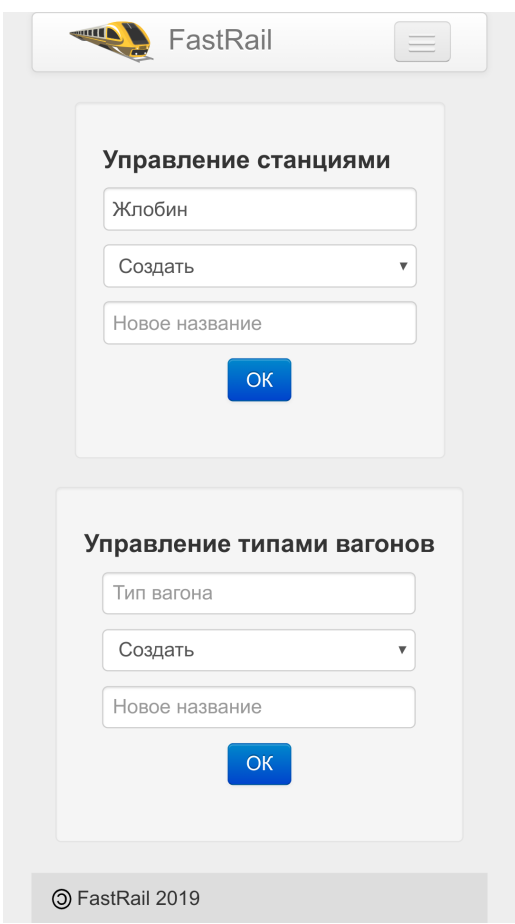 FastRail
Управление станциями
Жлобин
Создать
Новое название
ОК
Управление типами вагонов
Тип вагона
Создать
Новое название
ОК
🄯 FastRail 2019